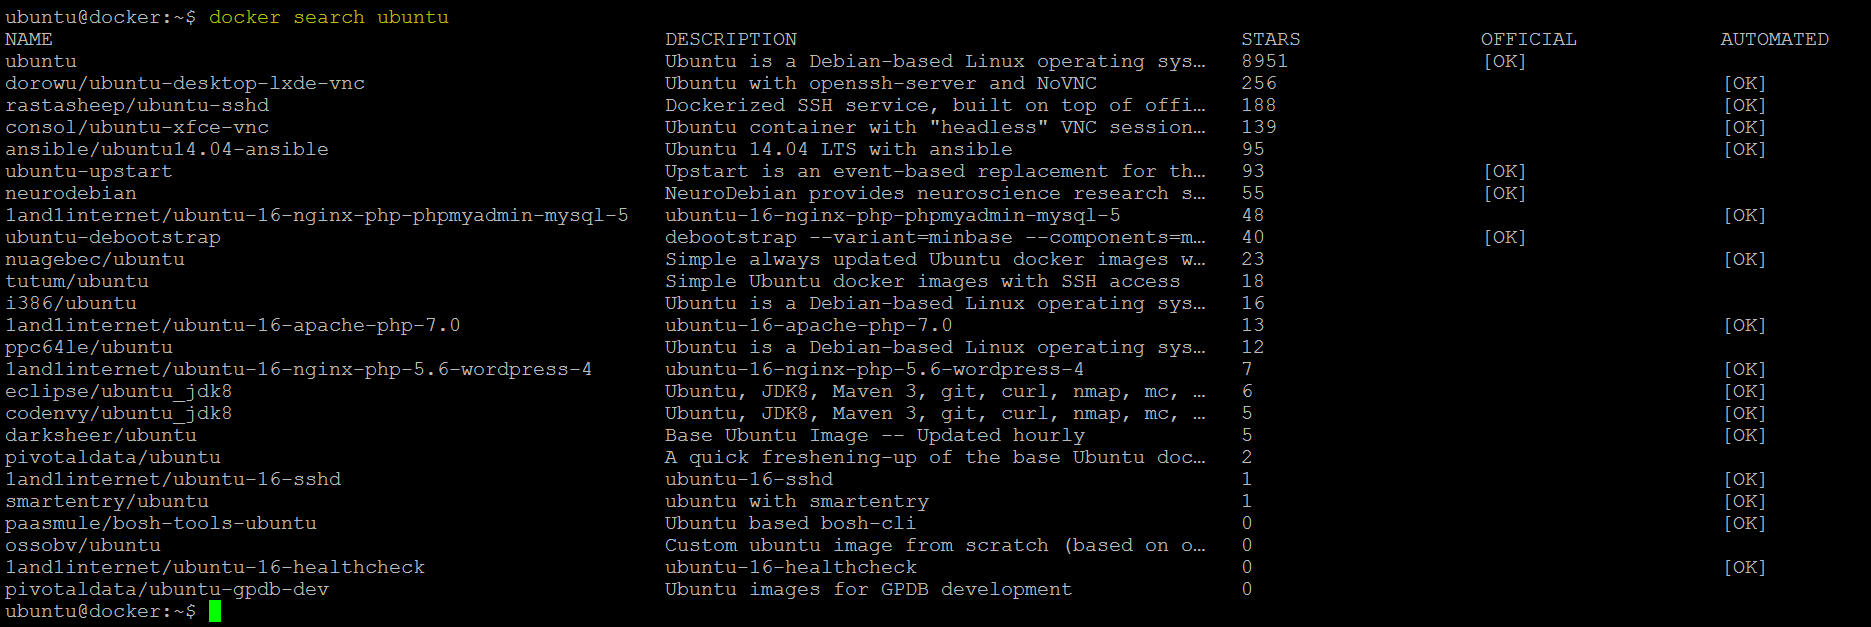 ubuntu@docker:~$ docker search ubuntu
NAME DESCRIPTION STARS OFFICIAL AUTOMATED
ubuntu Ubuntu is a Debian-based Linux operating sys… 8951 [OK]
dorowu/ubuntu-desktop-lxde-vnc Ubuntu with openssh-server and NoVNC 256 [OK]
rastasheep/ubuntu-sshd Dockerized SSH service, built on top of offi… 188 [OK]
consol/ubuntu-xfce-vnc Ubuntu container with "headless" VNC session… 139 [OK]
ansible/ubuntu14.04-ansible Ubuntu 14.04 LTS with ansible 95 [OK]
ubuntu-upstart Upstart is an event-based replacement for th… 93 [OK]
neurodebian NeuroDebian provides neuroscience research s… 55 [OK]
1and1internet/ubuntu-16-nginx-php-phpmyadmin-mysql-5 ubuntu-16-nginx-php-phpmyadmin-mysql-5 48 [OK]
ubuntu-debootstrap debootstrap --variant=minbase --components=m… 40 [OK]
nuagebec/ubuntu Simple always updated Ubuntu docker images w… 23 [OK]
tutum/ubuntu Simple Ubuntu docker images with SSH access 18
i386/ubuntu Ubuntu is a Debian-based Linux operating sys… 16
1and1internet/ubuntu-16-apache-php-7.0 ubuntu-16-apache-php-7.0 13 [OK]
ppc64le/ubuntu Ubuntu is a Debian-based Linux operating sys… 12
1and1internet/ubuntu-16-nginx-php-5.6-wordpress-4 ubuntu-16-nginx-php-5.6-wordpress-4 7 [OK]
eclipse/ubuntu_jdk8 Ubuntu, JDK8, Maven 3, git, curl, nmap, mc, … 6 [OK]
codenvy/ubuntu_jdk8 Ubuntu, JDK8, Maven 3, git, curl, nmap, mc, … 5 [OK]
darksheer/ubuntu Base Ubuntu Image -- Updated hourly 5 [OK]
pivotaldata/ubuntu A quick freshening-up of the base Ubuntu doc… 2
1and1internet/ubuntu-16-sshd ubuntu-16-sshd 1 [OK]
smartentry/ubuntu ubuntu with smartentry 1 [OK]
paasmule/bosh-tools-ubuntu Ubuntu based bosh-cli 0 [OK]
ossobv/ubuntu Custom ubuntu image from scratch (based on o… 0
1and1internet/ubuntu-16-healthcheck ubuntu-16-healthcheck 0 [OK]
pivotaldata/ubuntu-gpdb-dev Ubuntu images for GPDB development 0
ubuntu@docker:~$